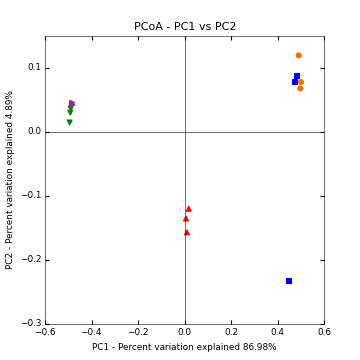 PCoA - PC1 vs PC2
0.1
0.0
−0.1
−0.2
−0.3
−0.6 −0.4 −0.2 0.0 0.2 0.4 0.6
PC2 - Percent variation explained 4.89%
PC1 - Percent variation explained 86.98%